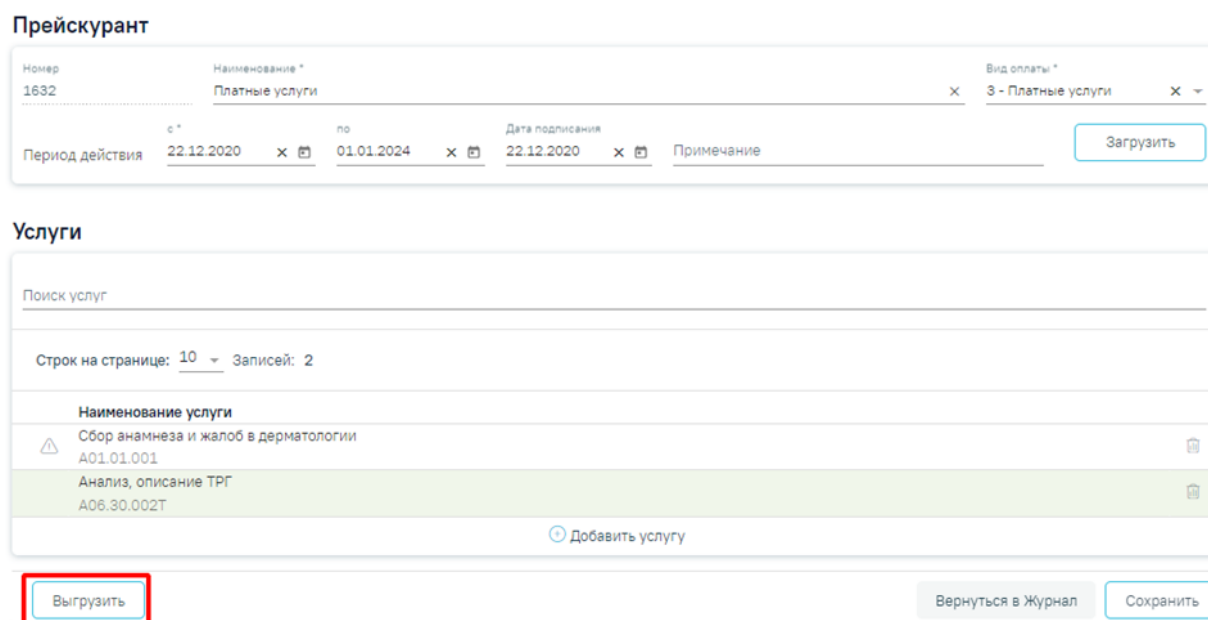 Прейскурант
Номер Наименование * Вид оплаты *
1632 Платные услуги 3 - Платные услуги
с * по Дата подписания
Период действия 22.12.2020 01.01.2024 22.12.2020 Примечание Загрузить
Услуги
Поиск услуг
Строк на странице: 10 Записей: 2
Наименование услуги
Сбор анамнеза и жалоб в дерматологии
A01.01.001
Анализ, описание ТРГ
A06.30.002T
Добавить услугу
Выгрузить Вернуться в Журнал Сохранить